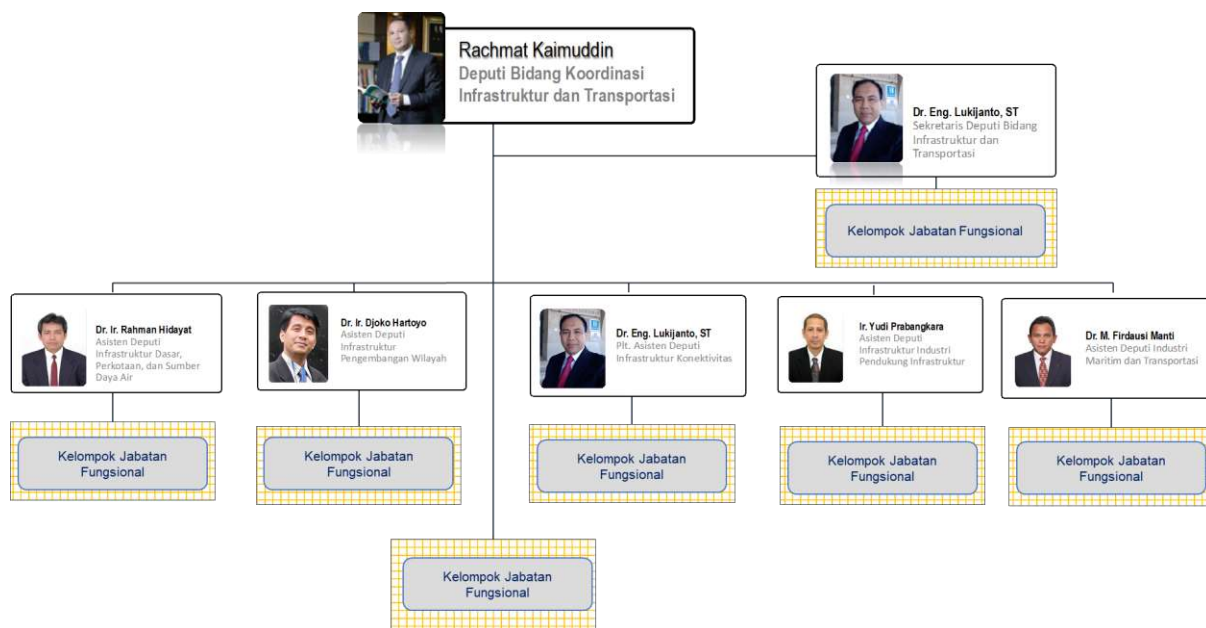 Rachmat Kaimuddin
Deputi Bidang Koordinasi
Infrastruktur dan Transportasi
Dr. Eng. Lukijanto, ST
Sekretaris Deputi Bidang
Infrastruktur dan
Transportasi
Kelompok Jabatan Fungsional
Dr. Ir. Rahman Hidayat
Asisten Deputi
Infrastruktur Dasar,
Perkotaan, dan Sumber
Daya Air
Dr. Ir. Djoko Hartoyo
Asisten Deputi
Infrastruktur
Pengembangan Wilayah
Dr. Eng. Lukijanto, ST
Plt. Asisten Deputi
Infrastruktur Konektivitas
Ir. Yudi Prabangkara
Asisten Deputi
Infrastruktur Industri
Pendukung Infrastruktur
Dr. M. Firdausi Manti
Asisten Deputi Industri
Maritim dan Transportasi
Kelompok Jabatan
Fungsional
Kelompok Jabatan
Fungsional
Kelompok Jabatan
Fungsional
Kelompok Jabatan
Fungsional
Kelompok Jabatan
Fungsional
Kelompok Jabatan
Fungsional